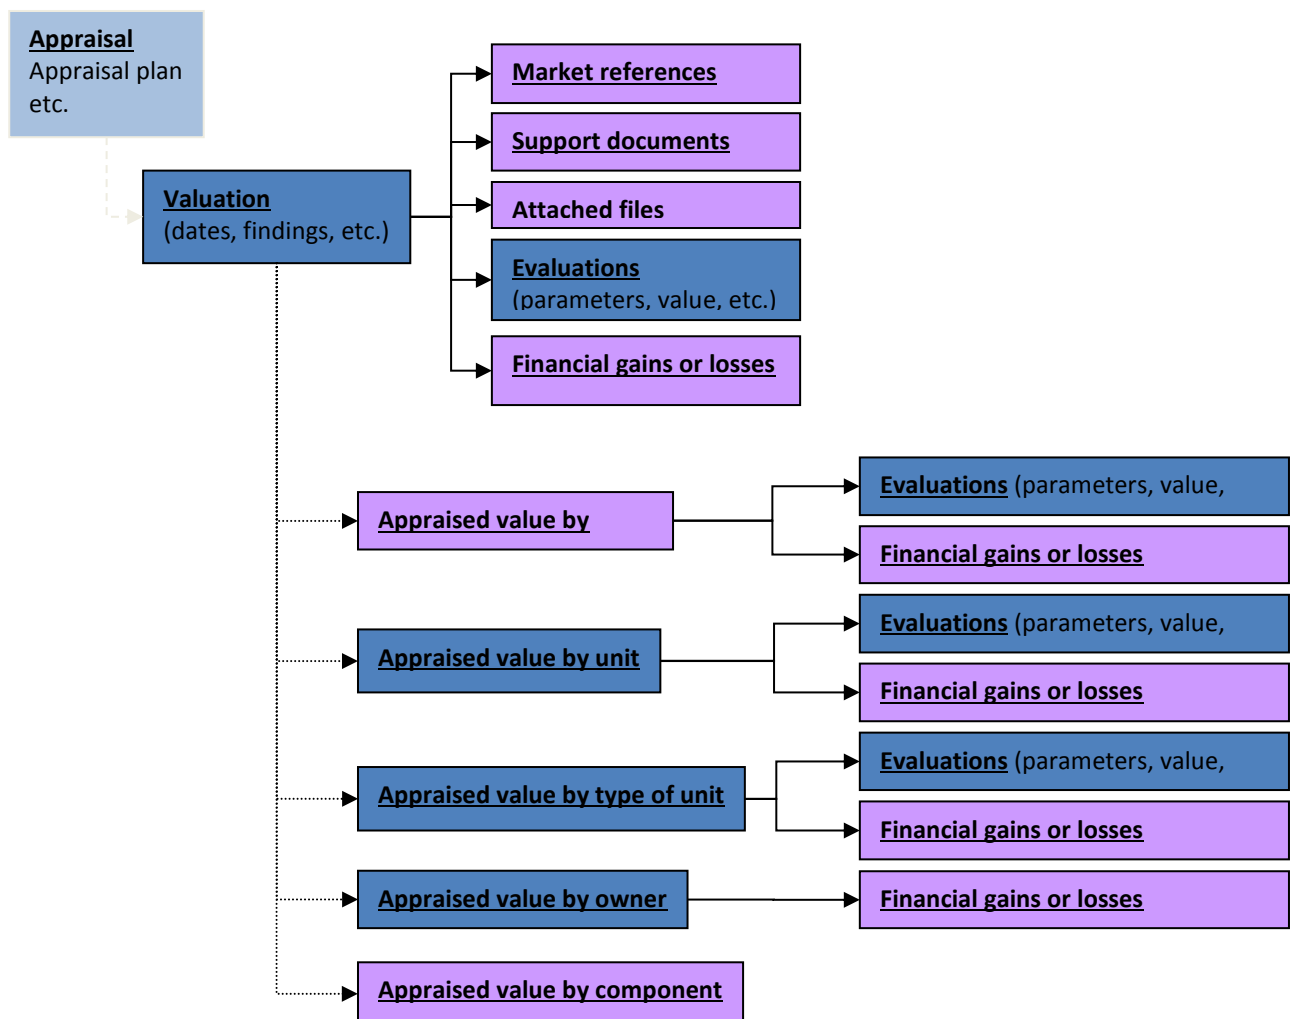 Appraisal
Appraisal plan
etc.
Valuation
(dates, findings, etc.)
Market references
Support documents
Attached files
Evaluations
(parameters, value, etc.)
Financial gains or losses
Appraised value by
Evaluations (parameters, value,
Financial gains or losses
Appraised value by unit
Evaluations (parameters, value,
Financial gains or losses
Appraised value by type of unit
Evaluations (parameters, value,
Financial gains or losses
Appraised value by owner
Financial gains or losses
Appraised value by component